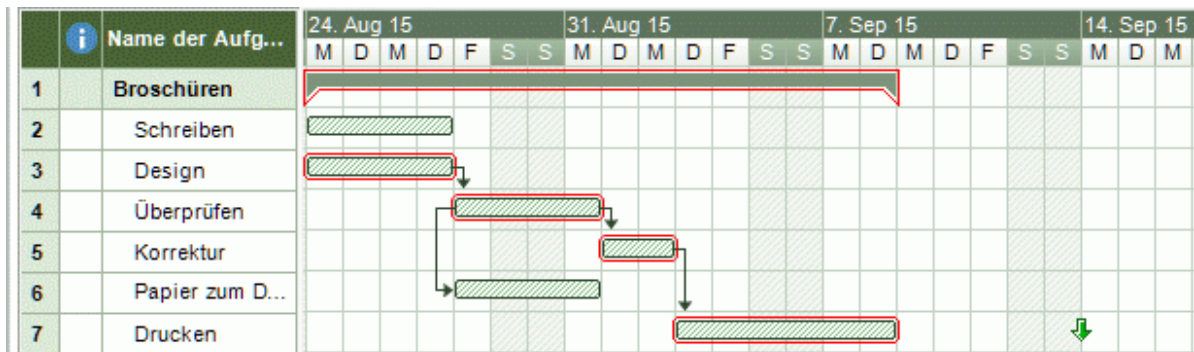 i Name der Aufg... 24. Aug 15 31. Aug 15 7. Sep 15 14. Sep 15
M D M D F S S M D M D F S S M D M D F S S M D M
1 Broschüren
2 Schreiben
3 Design
4 Überprüfen
5 Korrektur
6 Papier zum D...
7 Drucken